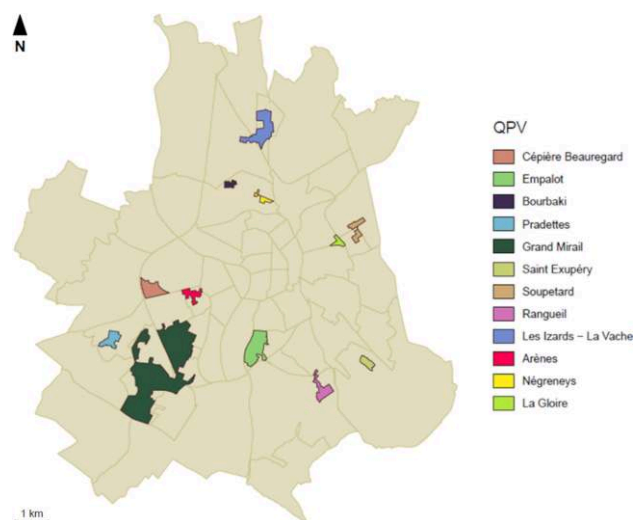 N
QPV
Cépière Beauregard
Empalot
Bourbaki
Pradettes
Grand Mirail
Saint Exupéry
Soupetard
Rangueil
Les Izards – La Vache
Arènes
Négreneys
La Gloire
1 km